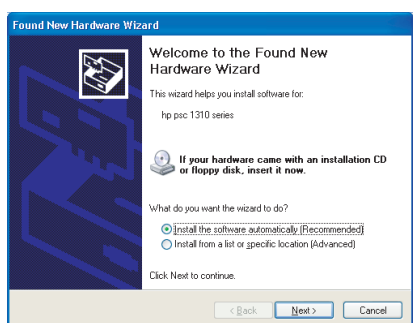 Found New Hardware Wizard
Welcome to the Found New
Hardware Wizard
This wizard helps you install software for:
hp psc 1310 series
If your hardware came with an installation CD
or floppy disk, insert it now.
What do you want the wizard to do?
Install the software automatically (Recommended)
Install from a list or specific location (Advanced)
Click Next to continue.
< Back Next > Cancel